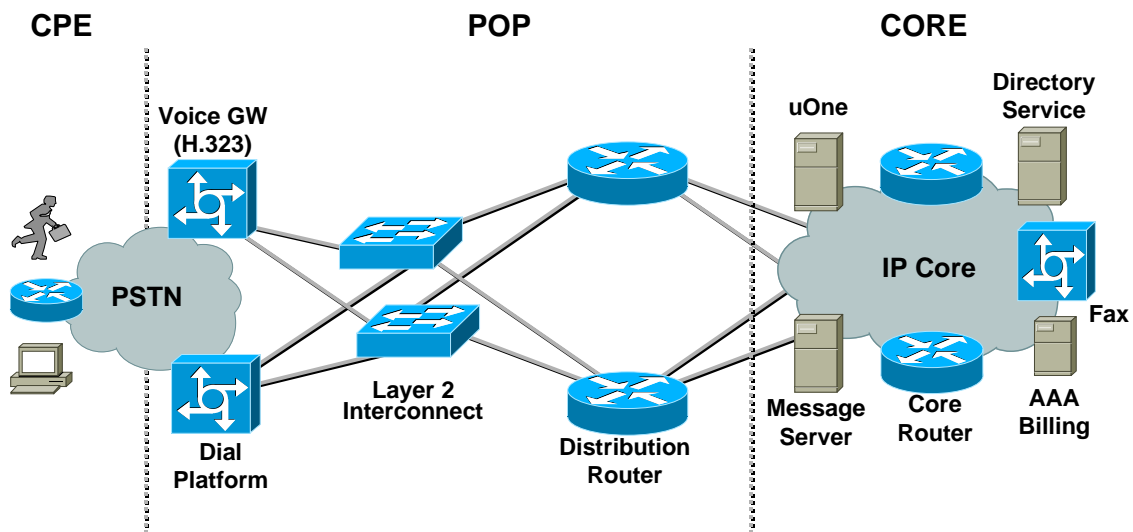 CPE
POP
CORE
Voice GW
(H.323)
uOne
Directory
Service
PSTN
IP Core
Fax
Layer 2
Interconnect
Dial
Platform
Distribution
Router
Message
Server
Core
Router
AAA
Billing